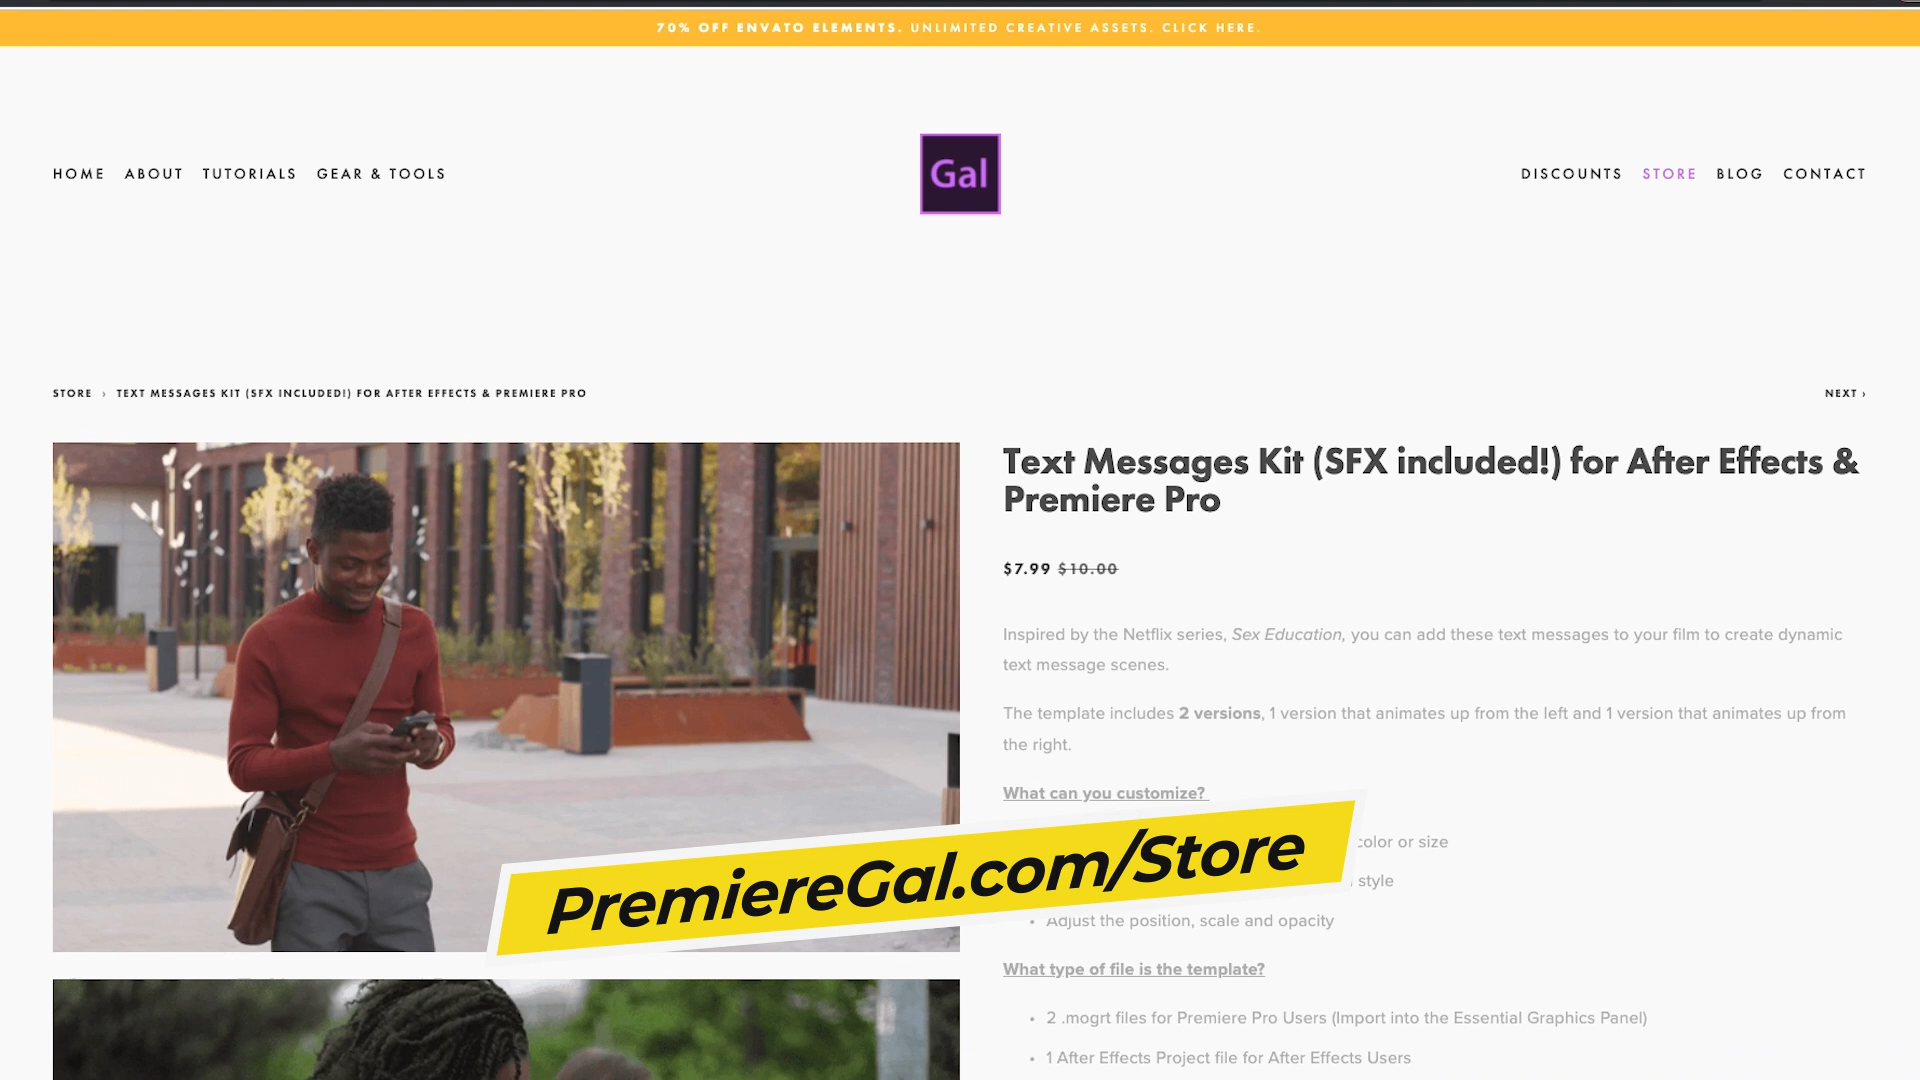 70% OFF ENVATO ELEMENTS. UNLIMITED CREATIVE ASSETS. CLICK HERE.
HOME ABOUT TUTORIALS GEAR & TOOLS
Gal
DISCOUNTS STORE BLOG CONTACT
STORE › TEXT MESSAGES KIT (SFX INCLUDED!) FOR AFTER EFFECTS & PREMIERE PRO
NEXT ›
Text Messages Kit (SFX included!) for After Effects &
Premiere Pro
$7.99 $10.00
Inspired by the Netflix series, Sex Education, you can add these text messages to your film to create dynamic
text message scenes.
The template includes 2 versions, 1 version that animates up from the left and 1 version that animates up from
the right.
What can you customize?
color or size
style
• Adjust the position, scale and opacity
PremiereGal.com/Store
What type of file is the template?
• 2 .mogrt files for Premiere Pro Users (Import into the Essential Graphics Panel)
• 1 After Effects Project file for After Effects Users